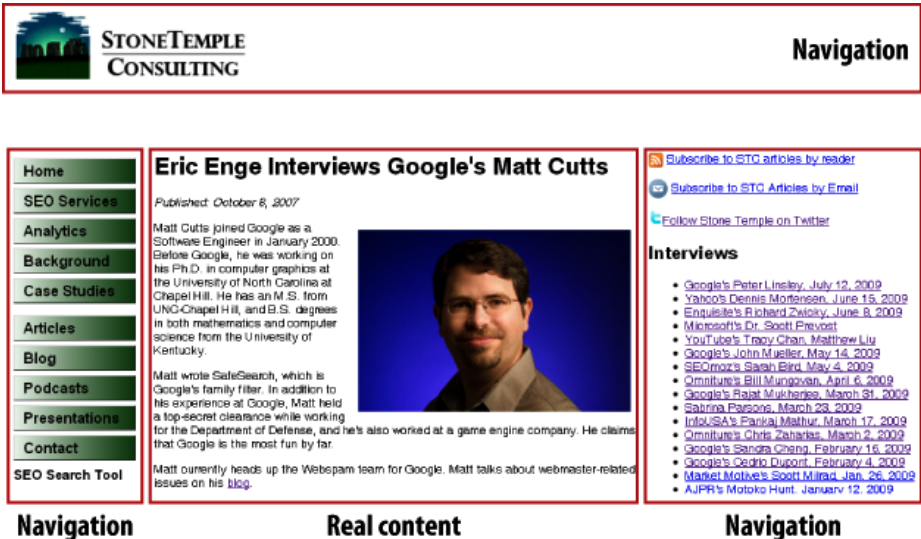 STONETEMPLE
CONSULTING
Navigation
Home
SEO Services
Analytics
Background
Case Studies
Articles
Blog
Podcasts
Presentations
Contact
SEO Search Tool
Navigation
Eric Enge Interviews Google's Matt Cutts
Published: October 8, 2007
Matt Cutts joined Google as a
Software Engineer in January 2000.
Before Google, he was working on
his Ph.D. in computer graphics at
the University of North Carolina at
Chapel Hill. He has an M.S. from
UNC-Chapel Hill, and B.S. degrees
in both mathematics and computer
science from the University of
Kentucky.
Matt wrote SafeSearch, which is
Google's family filter. In addition to
his experience at Google, Matt held
a top-secret clearance while working
for the Department of Defense, and he's also worked at a game engine company. He claims
that Google is the most fun by far.
Matt currently heads up the Webspam team for Google. Matt talks about webmaster-related
issues on his blog.
Real content
Subscribe to STC articles by reader
Subscribe to STC Articles by Email
Follow Stone Temple on Twitter
Interviews
Google's Peter Linsley, July 12, 2009
Yahoo's Dennis Mortensen, June 15, 2009
Enquisite's Richard Zwicky, June 8, 2009
Microsoft's Dr. Scott Prevost
YouTube's Tracy Chan, Matthew Liu
Google's John Mueller, May 14, 2009
SEOmoz's Sarah Bird, May 4, 2009
Omniture's Bill Mungovan, April 6, 2009
Google's Rajat Mukherjee, March 31, 2009
Sabrina Parsons, March 23, 2009
InfoUSA's Pankaj Mathur, March 17, 2009
Omniture's Chris Zaharias, March 2, 2009
Google's Sandra Cheng, February 16, 2009
Google's Cedric Dupont, February 4, 2009
Market Motive's Scott Milrad, Jan. 26, 2009
AJPR's Motoko Hunt, January 12, 2009
Navigation